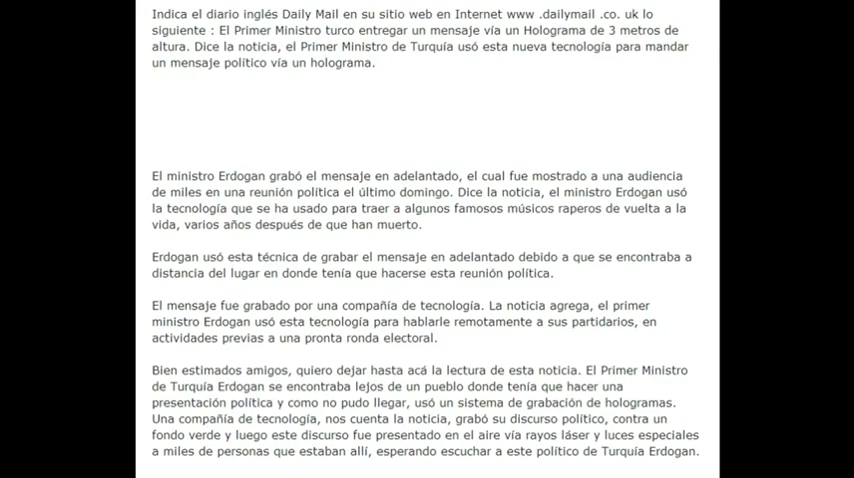 Indica el diario inglés Daily Mail en su sitio web en Internet www .dailymail .co. uk lo
siguiente : El Primer Ministro turco entregar un mensaje vía un Holograma de 3 metros de
altura. Dice la noticia, el Primer Ministro de Turquía usó esta nueva tecnología para mandar
un mensaje político vía un holograma.
El ministro Erdogan grabó el mensaje en adelantado, el cual fue mostrado a una audiencia
de miles en una reunión política el último domingo. Dice la noticia, el ministro Erdogan usó
la tecnología que se ha usado para traer a algunos famosos músicos raperos de vuelta a la
vida, varios años después de que han muerto.
Erdogan usó esta técnica de grabar el mensaje en adelantado debido a que se encontraba a
distancia del lugar en donde tenía que hacerse esta reunión política.
El mensaje fue grabado por una compañía de tecnología. La noticia agrega, el primer
ministro Erdogan usó esta tecnología para hablarle remotamente a sus partidarios, en
actividades previas a una pronta ronda electoral.
Bien estimados amigos, quiero dejar hasta acá la lectura de esta noticia. El Primer Ministro
de Turquía Erdogan se encontraba lejos de un pueblo donde tenía que hacer una
presentación política y como no pudo llegar, usó un sistema de grabación de hologramas.
Una compañía de tecnología, nos cuenta la noticia, grabó su discurso político, contra un
fondo verde y luego este discurso fue presentado en el aire vía rayos láser y luces especiales
a miles de personas que estaban allí, esperando escuchar a este político de Turquía Erdogan.